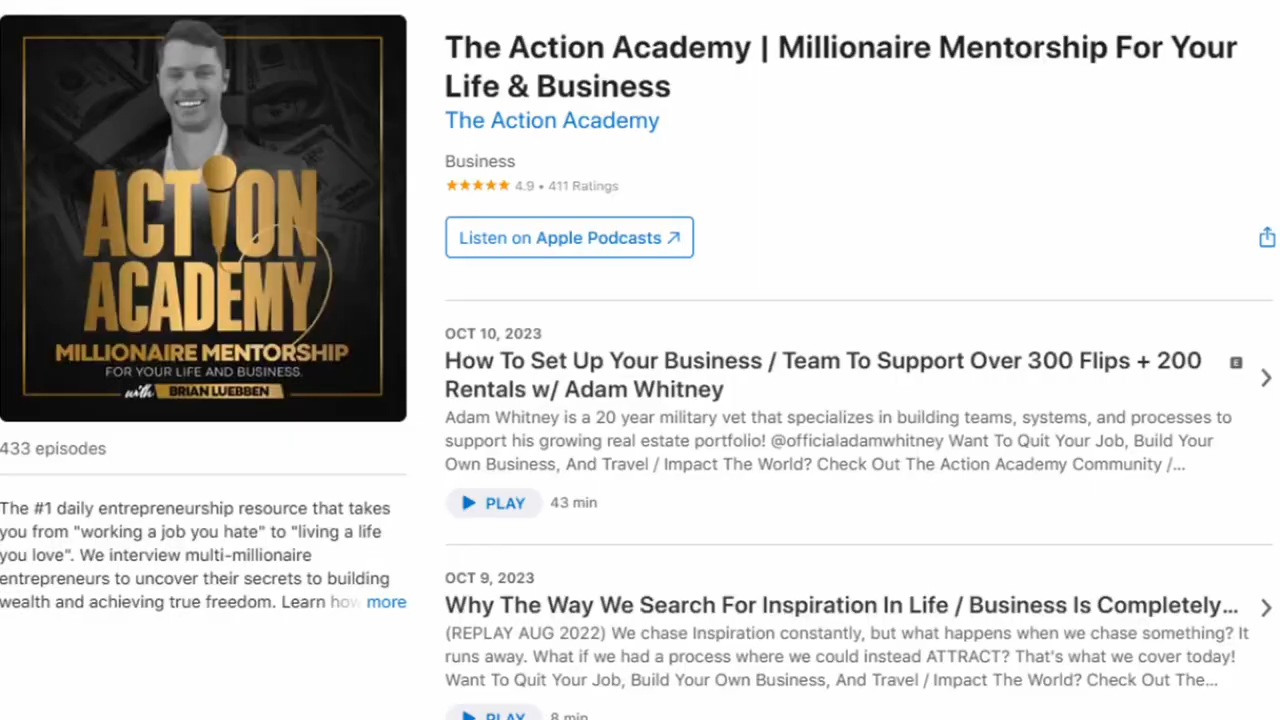 ACTION
ACADEMY
MILLIONAIRE MENTORSHIP
FOR YOUR LIFE AND BUSINESS.
with BRIAN LUEBBEN
433 episodes
The #1 daily entrepreneurship resource that takes
you from "working a job you hate" to "living a life
you love". We interview multi-millionaire
entrepreneurs to uncover their secrets to building
wealth and achieving true freedom. Learn how more
The Action Academy | Millionaire Mentorship For Your
Life & Business
The Action Academy
Business
★★★★★ 4.9 • 411 Ratings
Listen on Apple Podcasts ↗
OCT 10, 2023
How To Set Up Your Business / Team To Support Over 300 Flips + 200 E
Rentals w/ Adam Whitney
Adam Whitney is a 20 year military vet that specializes in building teams, systems, and processes to
support his growing real estate portfolio! @officialadamwhitney Want To Quit Your Job, Build Your
Own Business, And Travel / Impact The World? Check Out The Action Academy Community /...
PLAY 43 min
OCT 9, 2023
Why The Way We Search For Inspiration In Life / Business Is Completely...
(REPLAY AUG 2022) We chase Inspiration constantly, but what happens when we chase something? It
runs away. What if we had a process where we could instead ATTRACT? That's what we cover today!
Want To Quit Your Job, Build Your Own Business, And Travel / Impact The World? Check Out The...
PLAY 8 min